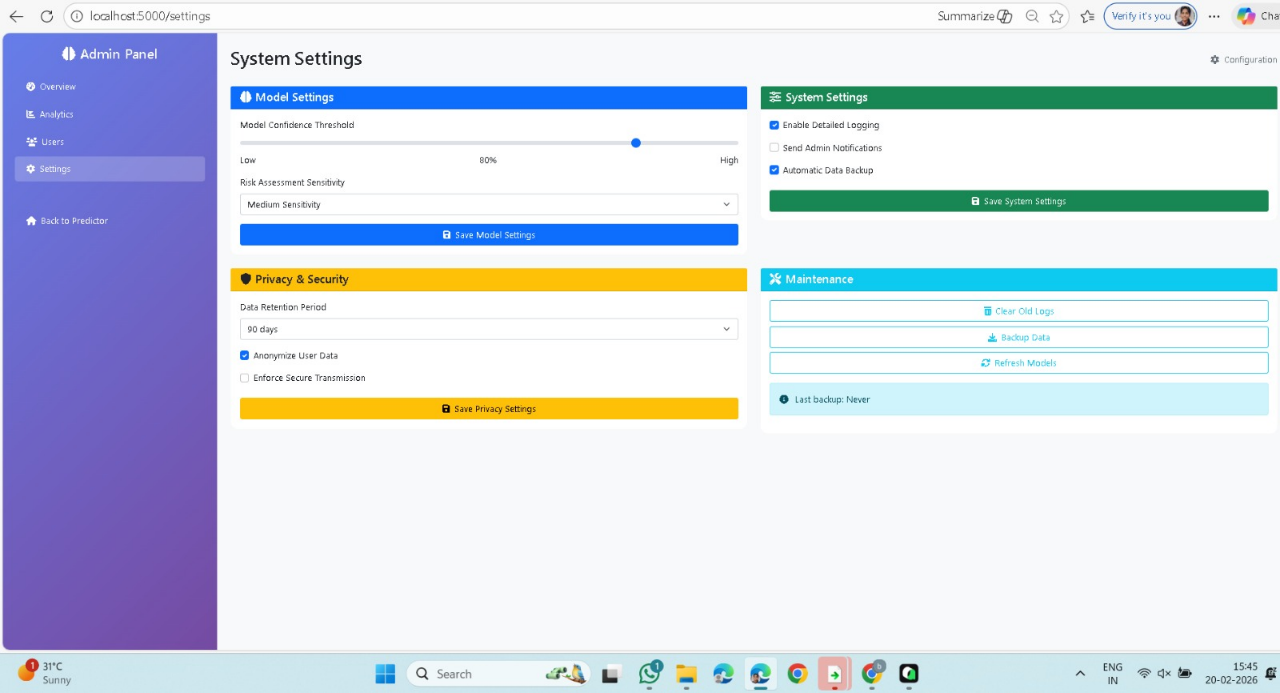 localhost:5000/settings
Summarize
Verify it's you
Admin Panel
Overview
Analytics
Users
Settings
Back to Predictor
System Settings
Configuration
Model Settings
Model Confidence Threshold
Low 80% High
Risk Assessment Sensitivity
Medium Sensitivity
Save Model Settings
System Settings
Enable Detailed Logging
Send Admin Notifications
Automatic Data Backup
Save System Settings
Privacy & Security
Data Retention Period
90 days
Anonymize User Data
Enforce Secure Transmission
Save Privacy Settings
Maintenance
Clear Old Logs
Backup Data
Refresh Models
Last backup: Never
1
31°C
Sunny
Search
1
ENG
IN
15:45
20-02-2026